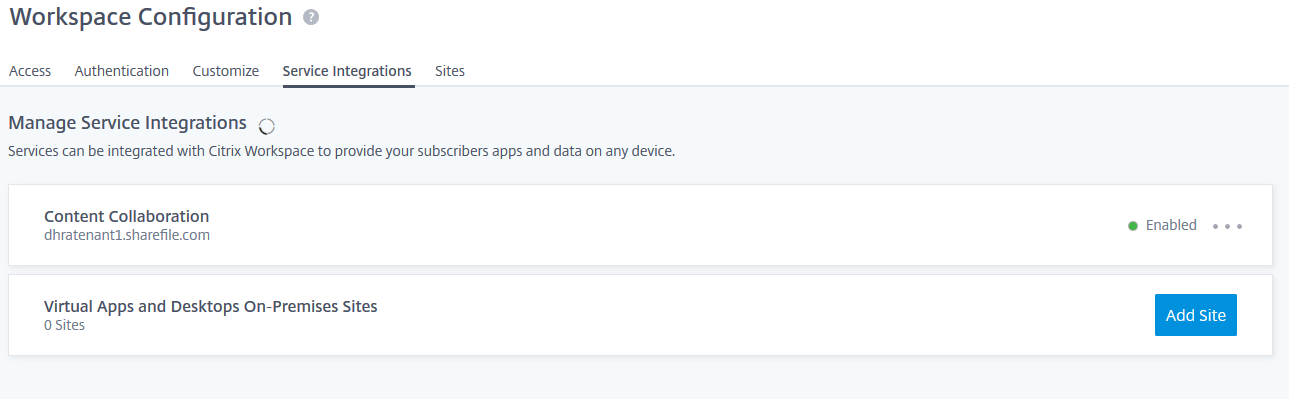 Workspace Configuration ?
Access Authentication Customize Service Integrations Sites
Manage Service Integrations
Services can be integrated with Citrix Workspace to provide your subscribers apps and data on any device.
Content Collaboration
dhratenant1.sharefile.com
Enabled
Virtual Apps and Desktops On-Premises Sites
0 Sites
Add Site